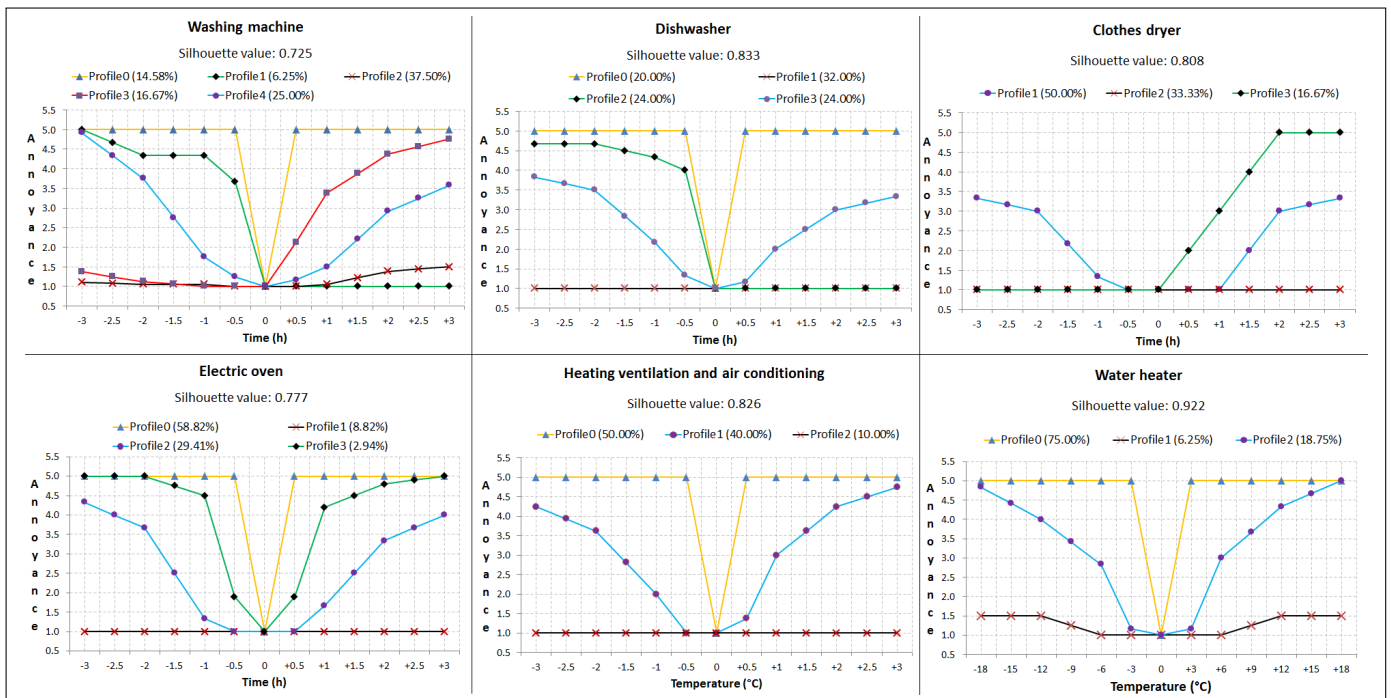 Washing machine
Silhouette value: 0.725
Profile0 (14.58%) Profile1 (6.25%) Profile2 (37.50%)
Profile3 (16.67%) Profile4 (25.00%)
5.5
5.0
4.5
4.0
3.5
3.0
2.5
2.0
1.5
1.0
0.5
Annoyance
-3 -2.5 -2 -1.5 -1 -0.5 0 +0.5 +1 +1.5 +2 +2.5 +3
Time (h)
Dishwasher
Silhouette value: 0.833
Profile0 (20.00%) Profile1 (32.00%)
Profile2 (24.00%) Profile3 (24.00%)
5.5
5.0
4.5
4.0
3.5
3.0
2.5
2.0
1.5
1.0
0.5
Annoyance
-3 -2.5 -2 -1.5 -1 -0.5 0 +0.5 +1 +1.5 +2 +2.5 +3
Time (h)
Clothes dryer
Silhouette value: 0.808
Profile1 (50.00%) Profile2 (33.33%) Profile3 (16.67%)
5.5
5.0
4.5
4.0
3.5
3.0
2.5
2.0
1.5
1.0
0.5
Annoyance
-3 -2.5 -2 -1.5 -1 -0.5 0 +0.5 +1 +1.5 +2 +2.5 +3
Time (h)
Electric oven
Silhouette value: 0.777
Profile0 (58.82%) Profile1 (8.82%)
Profile2 (29.41%) Profile3 (2.94%)
5.5
5.0
4.5
4.0
3.5
3.0
2.5
2.0
1.5
1.0
0.5
Annoyance
-3 -2.5 -2 -1.5 -1 -0.5 0 +0.5 +1 +1.5 +2 +2.5 +3
Time (h)
Heating ventilation and air conditioning
Silhouette value: 0.826
Profile0 (50.00%) Profile1 (40.00%) Profile2 (10.00%)
5.5
5.0
4.5
4.0
3.5
3.0
2.5
2.0
1.5
1.0
0.5
Annoyance
-3 -2.5 -2 -1.5 -1 -0.5 0 +0.5 +1 +1.5 +2 +2.5 +3
Temperature (°C)
Water heater
Silhouette value: 0.922
Profile0 (75.00%) Profile1 (6.25%) Profile2 (18.75%)
5.5
5.0
4.5
4.0
3.5
3.0
2.5
2.0
1.5
1.0
0.5
Annoyance
-18 -15 -12 -9 -6 -3 0 +3 +6 +9 +12 +15 +18
Temperature (°C)